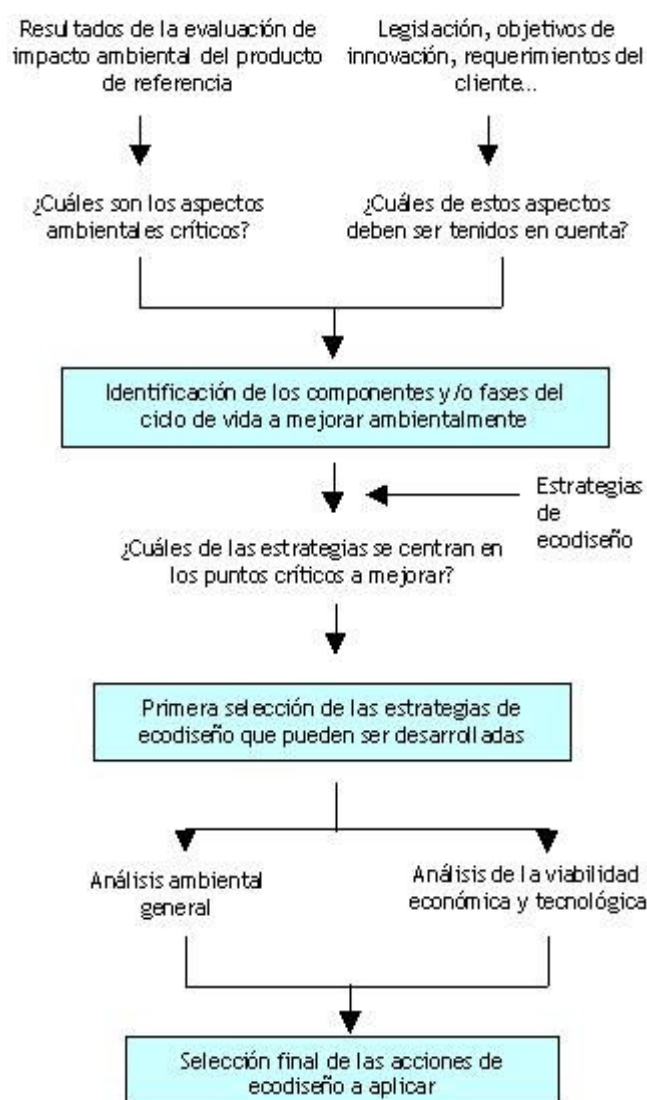 Resultados de la evaluación de
impacto ambiental del producto
de referencia
Legislación, objetivos de
innovación, requerimientos del
cliente...
¿Cuáles son los aspectos
ambientales críticos?
¿Cuáles de estos aspectos
deben ser tenidos en cuenta?
Identificación de los componentes y/o fases del
ciclo de vida a mejorar ambientalmente
Estrategias
de
ecodiseño
¿Cuáles de las estrategias se centran en
los puntos críticos a mejorar?
Primera selección de las estrategias de
ecodiseño que pueden ser desarrolladas
Análisis ambiental
general
Análisis de la viabilidad
económica y tecnológica
Selección final de las acciones de
ecodiseño a aplicar